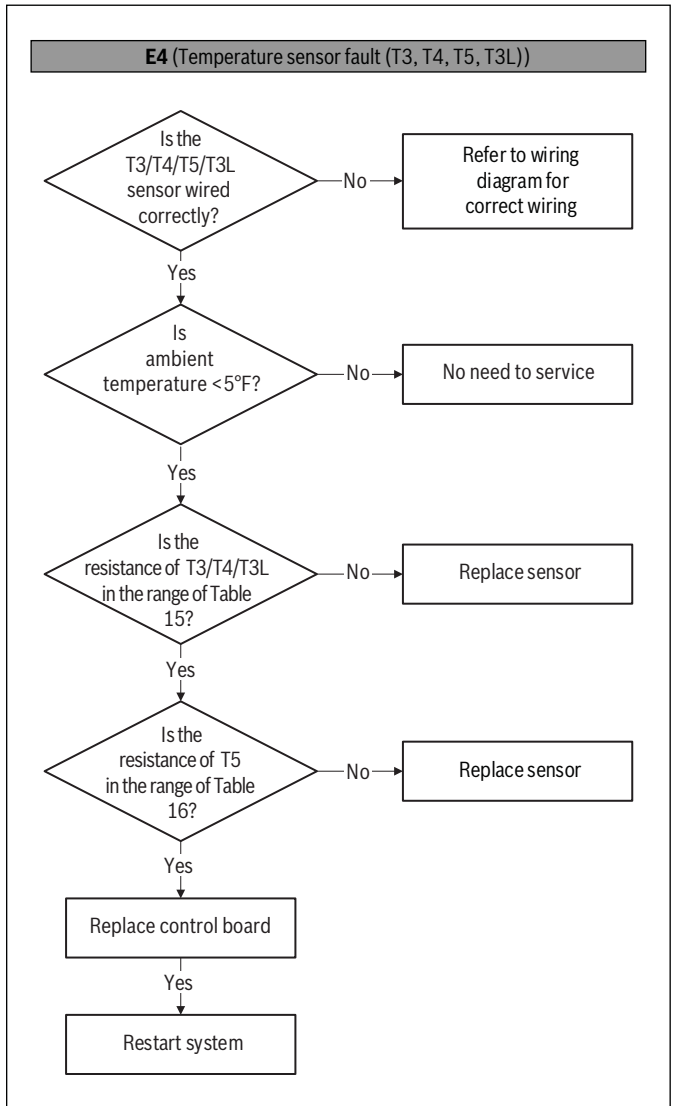 E4 (Temperature sensor fault (T3, T4, T5, T3L))
Is the
T3/T4/T5/T3L
sensor wired
correctly?
No
Refer to wiring
diagram for
correct wiring
Yes
Is
ambient
temperature <5°F?
No
No need to service
Yes
Is the
resistance of T3/T4/T3L
in the range of Table
15?
No
Replace sensor
Yes
Is the
resistance of T5
in the range of Table
16?
No
Replace sensor
Yes
Replace control board
Yes
Restart system